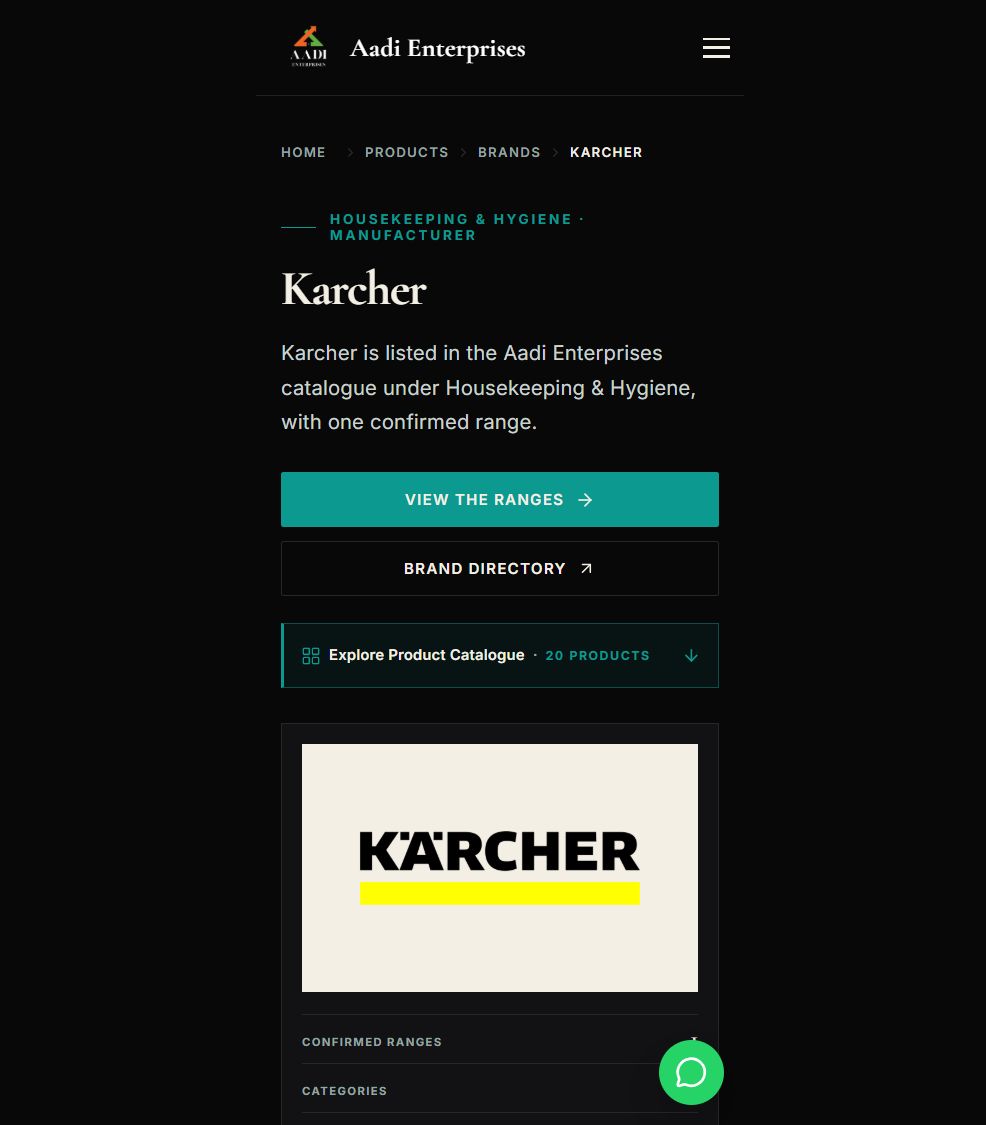 AADI
ENTERPRISES
Aadi Enterprises
HOME
PRODUCTS
BRANDS
KARCHER
HOUSEKEEPING & HYGIENE ·
MANUFACTURER
Karcher
Karcher is listed in the Aadi Enterprises
catalogue under Housekeeping & Hygiene,
with one confirmed range.
VIEW THE RANGES
BRAND DIRECTORY
Explore Product Catalogue · 20 PRODUCTS
KÄRCHER
CONFIRMED RANGES
CATEGORIES